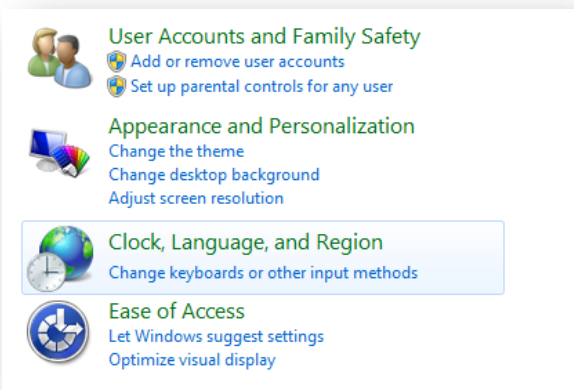 User Accounts and Family Safety
Add or remove user accounts
Set up parental controls for any user
Appearance and Personalization
Change the theme
Change desktop background
Adjust screen resolution
Clock, Language, and Region
Change keyboards or other input methods
Ease of Access
Let Windows suggest settings
Optimize visual display